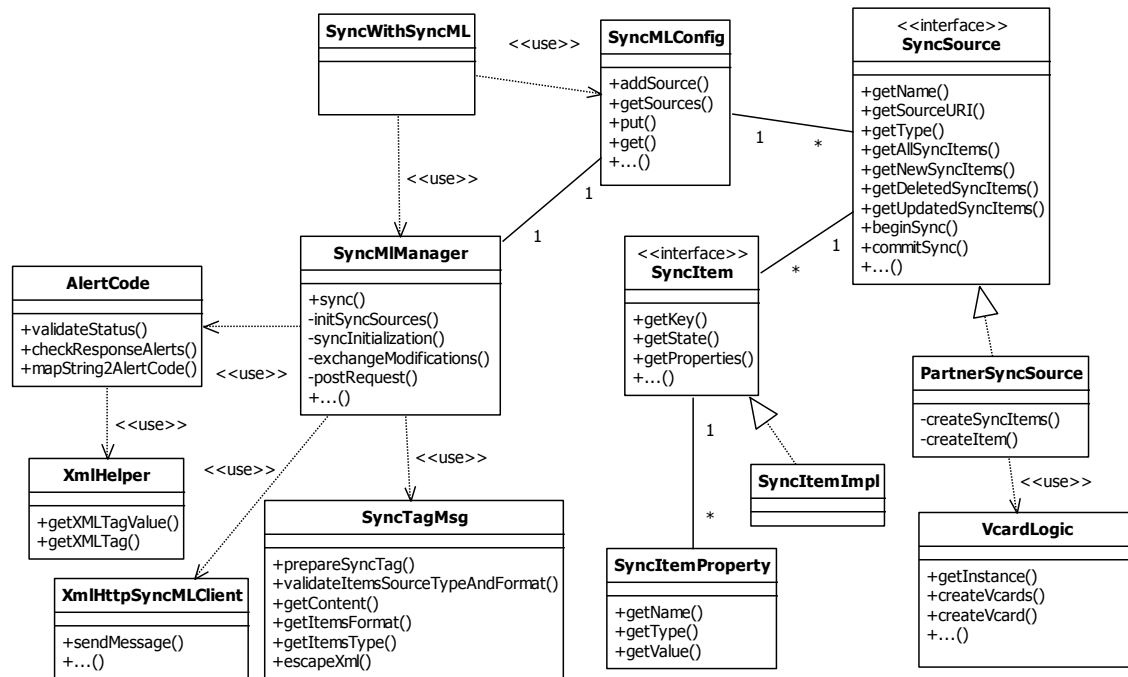 SyncWithSyncML
<<use>>
SyncMLConfig
+addSource()
+getSources()
+put()
+get()
+...()
<<interface>>
SyncSource
+getName()
+getSourceURI()
+getType()
+getAllSyncItems()
+getNewSyncItems()
+getDeletedSyncItems()
+getUpdatedSyncItems()
+beginSync()
+commitSync()
+...()
1
*
<<use>>
1
1
1
*
SyncMlManager
+sync()
-initSyncSources()
-syncInitialization()
-exchangeModifications()
-postRequest()
+...()
<<interface>>
SyncItem
+getKey()
+getState()
+getProperties()
+...()
AlertCode
+validateStatus()
+checkResponseAlerts()
+mapString2AlertCode()
<<use>>
<<use>>
XmlHelper
+getXMLTagValue()
+getXMLTag()
<<use>>
<<use>>
PartnerSyncSource
-createSyncItems()
-createItem()
1
*
SyncItemImpl
<<use>>
SyncTagMsg
+prepareSyncTag()
+validateItemsSourceTypeAndFormat()
+getContent()
+getItemsFormat()
+getItemsType()
+escapeXml()
XmlHttpSyncMLClient
+sendMessage()
+...()
SyncItemProperty
+getName()
+getType()
+getValue()
VcardLogic
+getInstance()
+createVcards()
+createVcard()
+...()